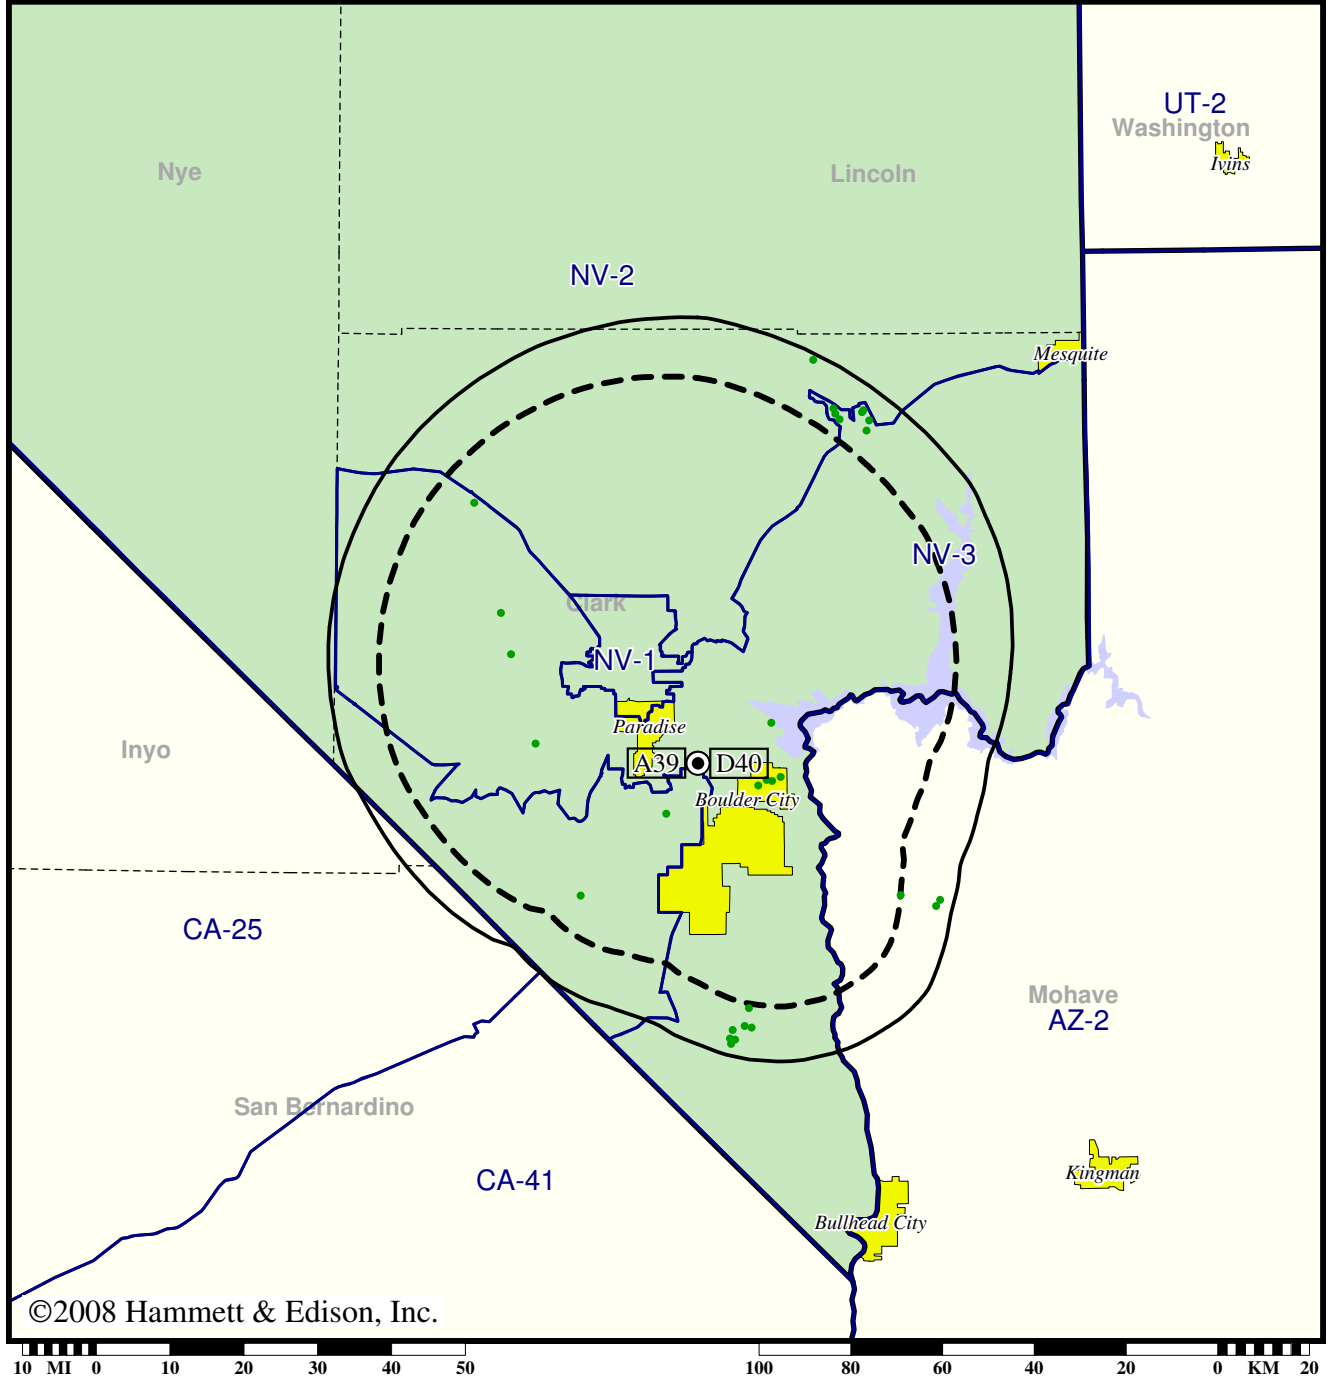 UT-2
Washington
Ivins
Nye
Lincoln
NV-2
Mesquite
NV-3
Clark
NV-1
Paradise
Inyo
A39
D40
Boulder City
CA-25
Mohave
AZ-2
San Bernardino
CA-41
Kingman
Bullhead City
©2008 Hammett & Edison, Inc.
10 MI 0 10 20 30 40 50 100 80 60 40 20 0 KM 20